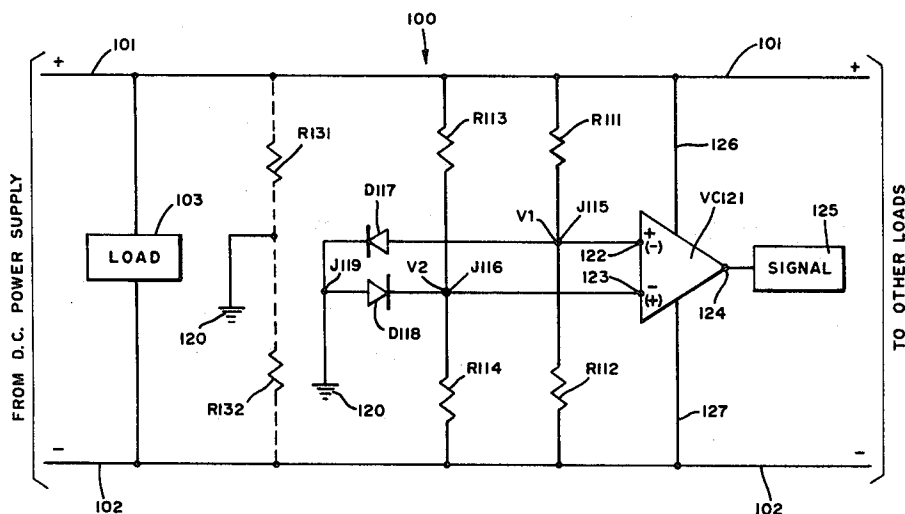 100
101
101
+
+
R113
R111
R131
126
D117
VC121
103
V1
J115
125
LOAD
+
(-)
122
SIGNAL
J119
V2
J116
123
-
(+)
124
120
D118
R132
120
R114
R112
127
-
-
102
102
FROM D.C. POWER SUPPLY
TO OTHER LOADS